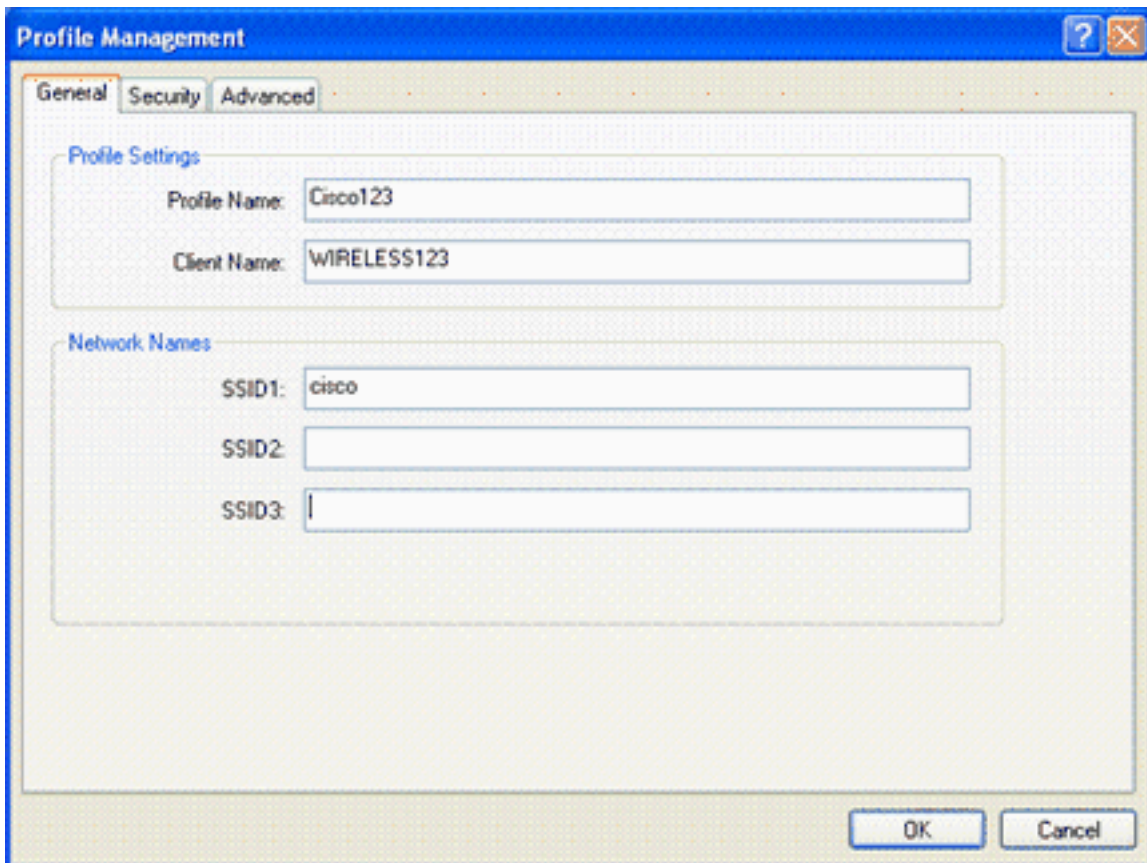 Profile Management
General Security Advanced
Profile Settings
Profile Name: Cisco123
Client Name: WIRELESS123
Network Names
SSID1: cisco
SSID2:
SSID3:
OK Cancel